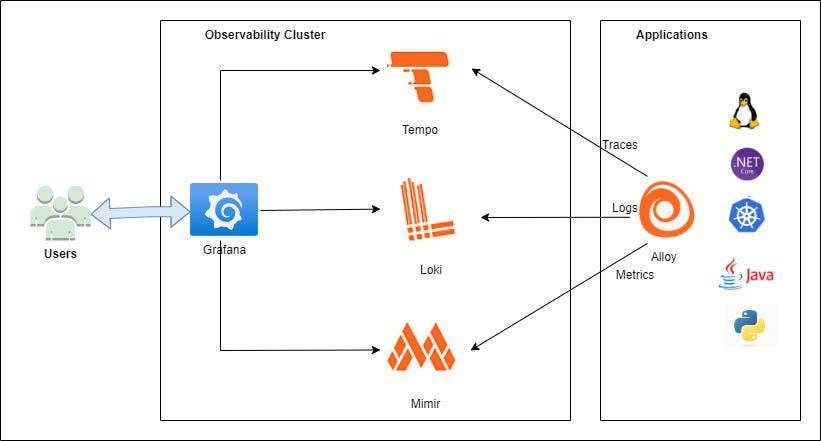 Observability Cluster
Applications
Tempo
Traces
.NET
Core
Users
Grafana
Logs
Loki
Alloy
Metrics
Java
Mimir